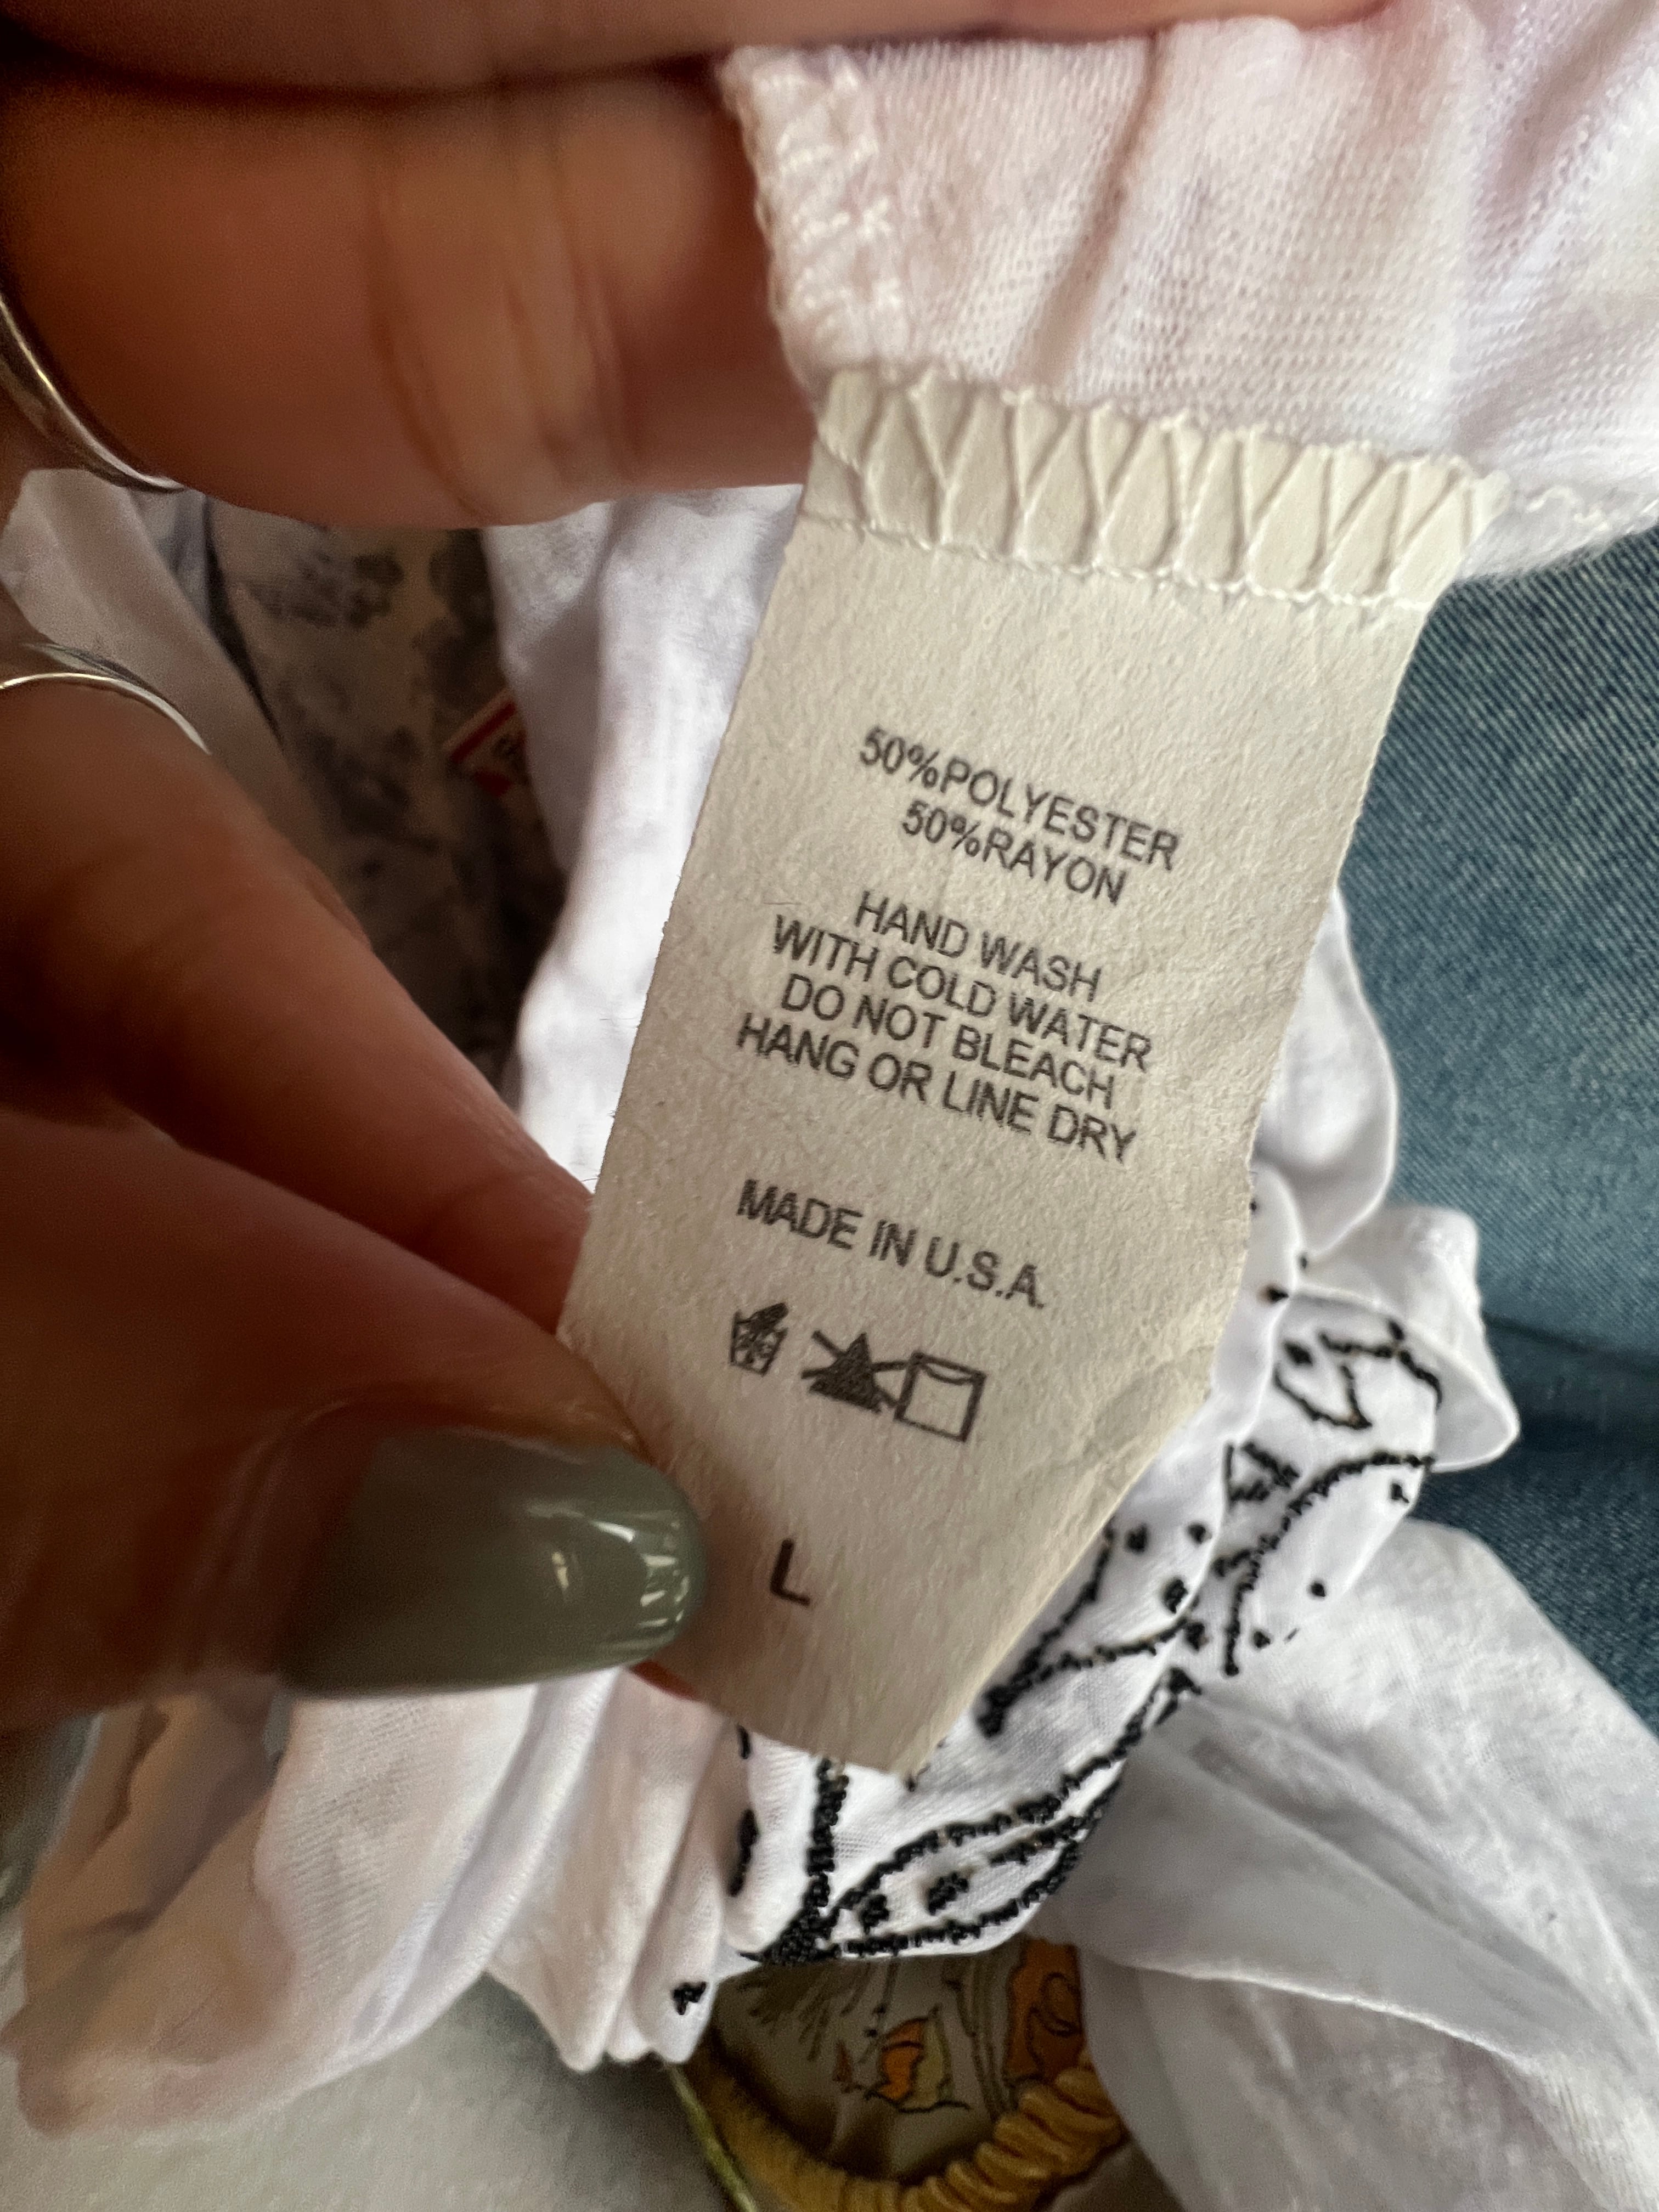 50%POLYESTER
50%RAYON
HAND WASH
WITH COLD WATER
DO NOT BLEACH
HANG OR LINE DRY
MADE IN U.S.A.
L